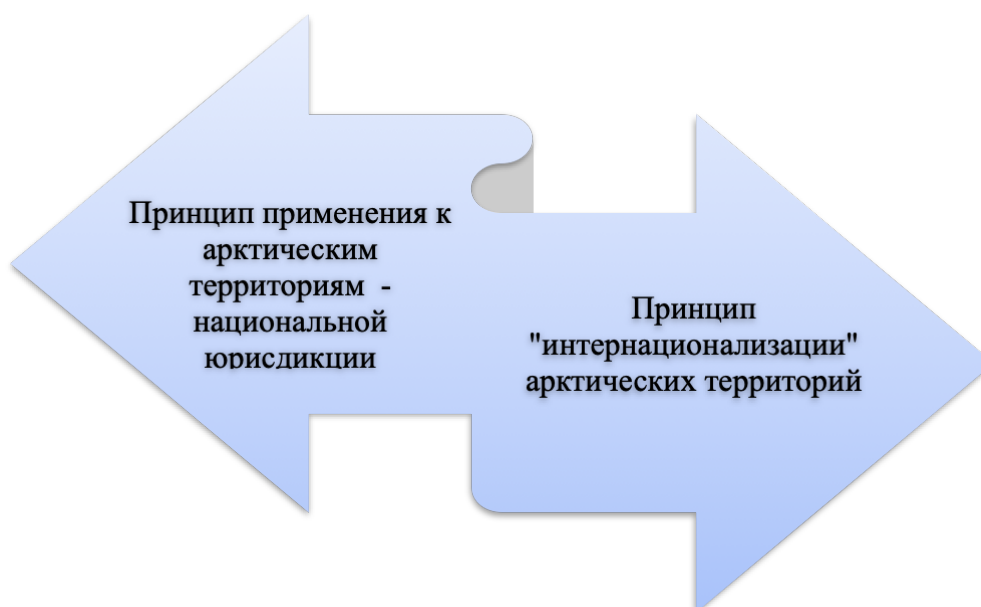 Принцип применения к
арктическим
территориям  -
национальной
юрисдикции
Принцип
"интернационализации"
арктических территорий